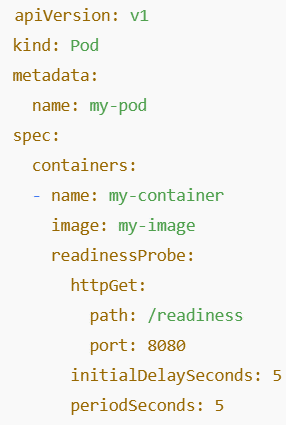 apiVersion: v1
kind: Pod
metadata:
  name: my-pod
spec:
  containers:
  - name: my-container
    image: my-image
    readinessProbe:
      httpGet:
        path: /readiness
        port: 8080
      initialDelaySeconds: 5
      periodSeconds: 5